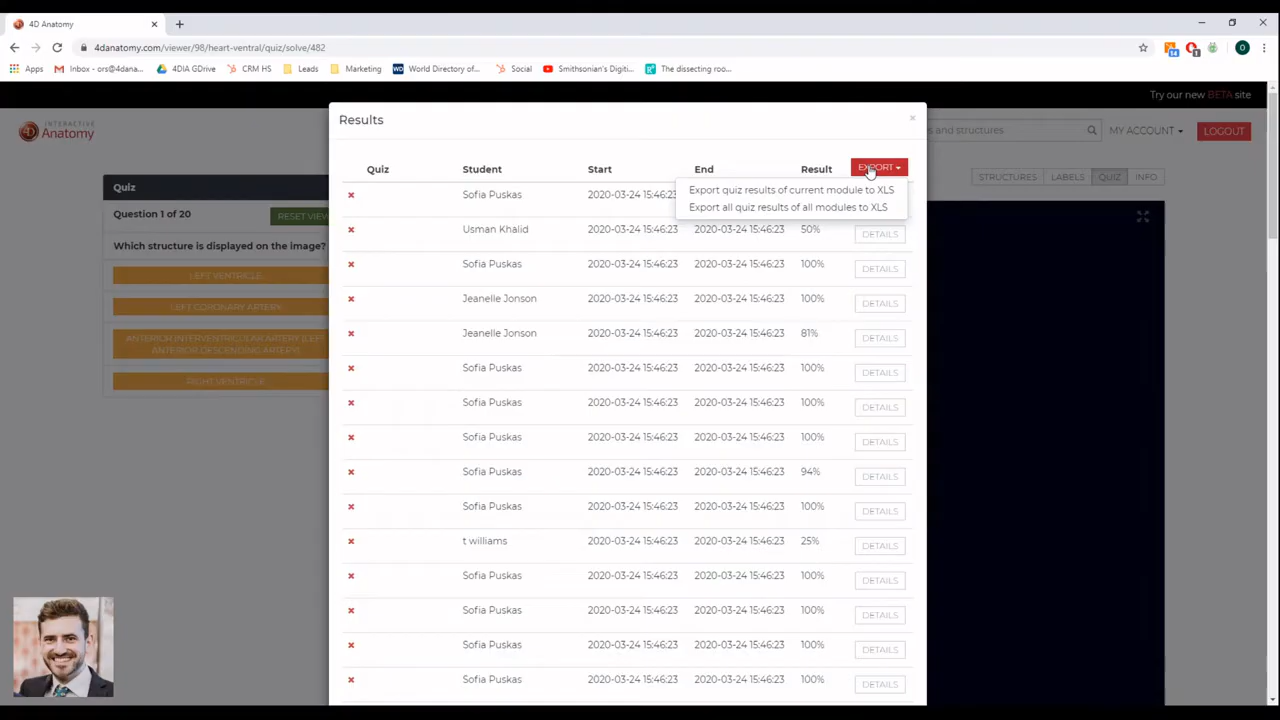 4D Anatomy
4danatomy.com/viewer/98/heart-ventral/quiz/solve/482
Apps
Inbox - ors@4dana...
4DIA GDrive
CRM HS
Leads
Marketing
World Directory of...
Social
Smithsonian's Digiti...
The dissecting roo...
Try our new BETA site
INTERACTIVE
Anatomy
s and structures
MY ACCOUNT
LOGOUT
STRUCTURES
LABELS
QUIZ
INFO
Quiz
Question 1 of 20
RESET VIEW
Which structure is displayed on the image?
LEFT VENTRICLE
LEFT CORONARY ARTERY
ANTERIOR INTERVENTRICULAR ARTERY (LEFT
ANTERIOR DESCENDING ARTERY)
RIGHT VENTRICLE
Results
Quiz Student Start End Result EXPORT
Export quiz results of current module to XLS
Export all quiz results of all modules to XLS
Sofia Puskas 2020-03-24 15:46:23
Usman Khalid 2020-03-24 15:46:23 2020-03-24 15:46:23 50% DETAILS
Sofia Puskas 2020-03-24 15:46:23 2020-03-24 15:46:23 100% DETAILS
Jeanelle Jonson 2020-03-24 15:46:23 2020-03-24 15:46:23 100% DETAILS
Jeanelle Jonson 2020-03-24 15:46:23 2020-03-24 15:46:23 81% DETAILS
Sofia Puskas 2020-03-24 15:46:23 2020-03-24 15:46:23 100% DETAILS
Sofia Puskas 2020-03-24 15:46:23 2020-03-24 15:46:23 100% DETAILS
Sofia Puskas 2020-03-24 15:46:23 2020-03-24 15:46:23 100% DETAILS
Sofia Puskas 2020-03-24 15:46:23 2020-03-24 15:46:23 94% DETAILS
Sofia Puskas 2020-03-24 15:46:23 2020-03-24 15:46:23 100% DETAILS
t williams 2020-03-24 15:46:23 2020-03-24 15:46:23 25% DETAILS
Sofia Puskas 2020-03-24 15:46:23 2020-03-24 15:46:23 100% DETAILS
Sofia Puskas 2020-03-24 15:46:23 2020-03-24 15:46:23 100% DETAILS
Sofia Puskas 2020-03-24 15:46:23 2020-03-24 15:46:23 100% DETAILS
Sofia Puskas 2020-03-24 15:46:23 2020-03-24 15:46:23 100% DETAILS